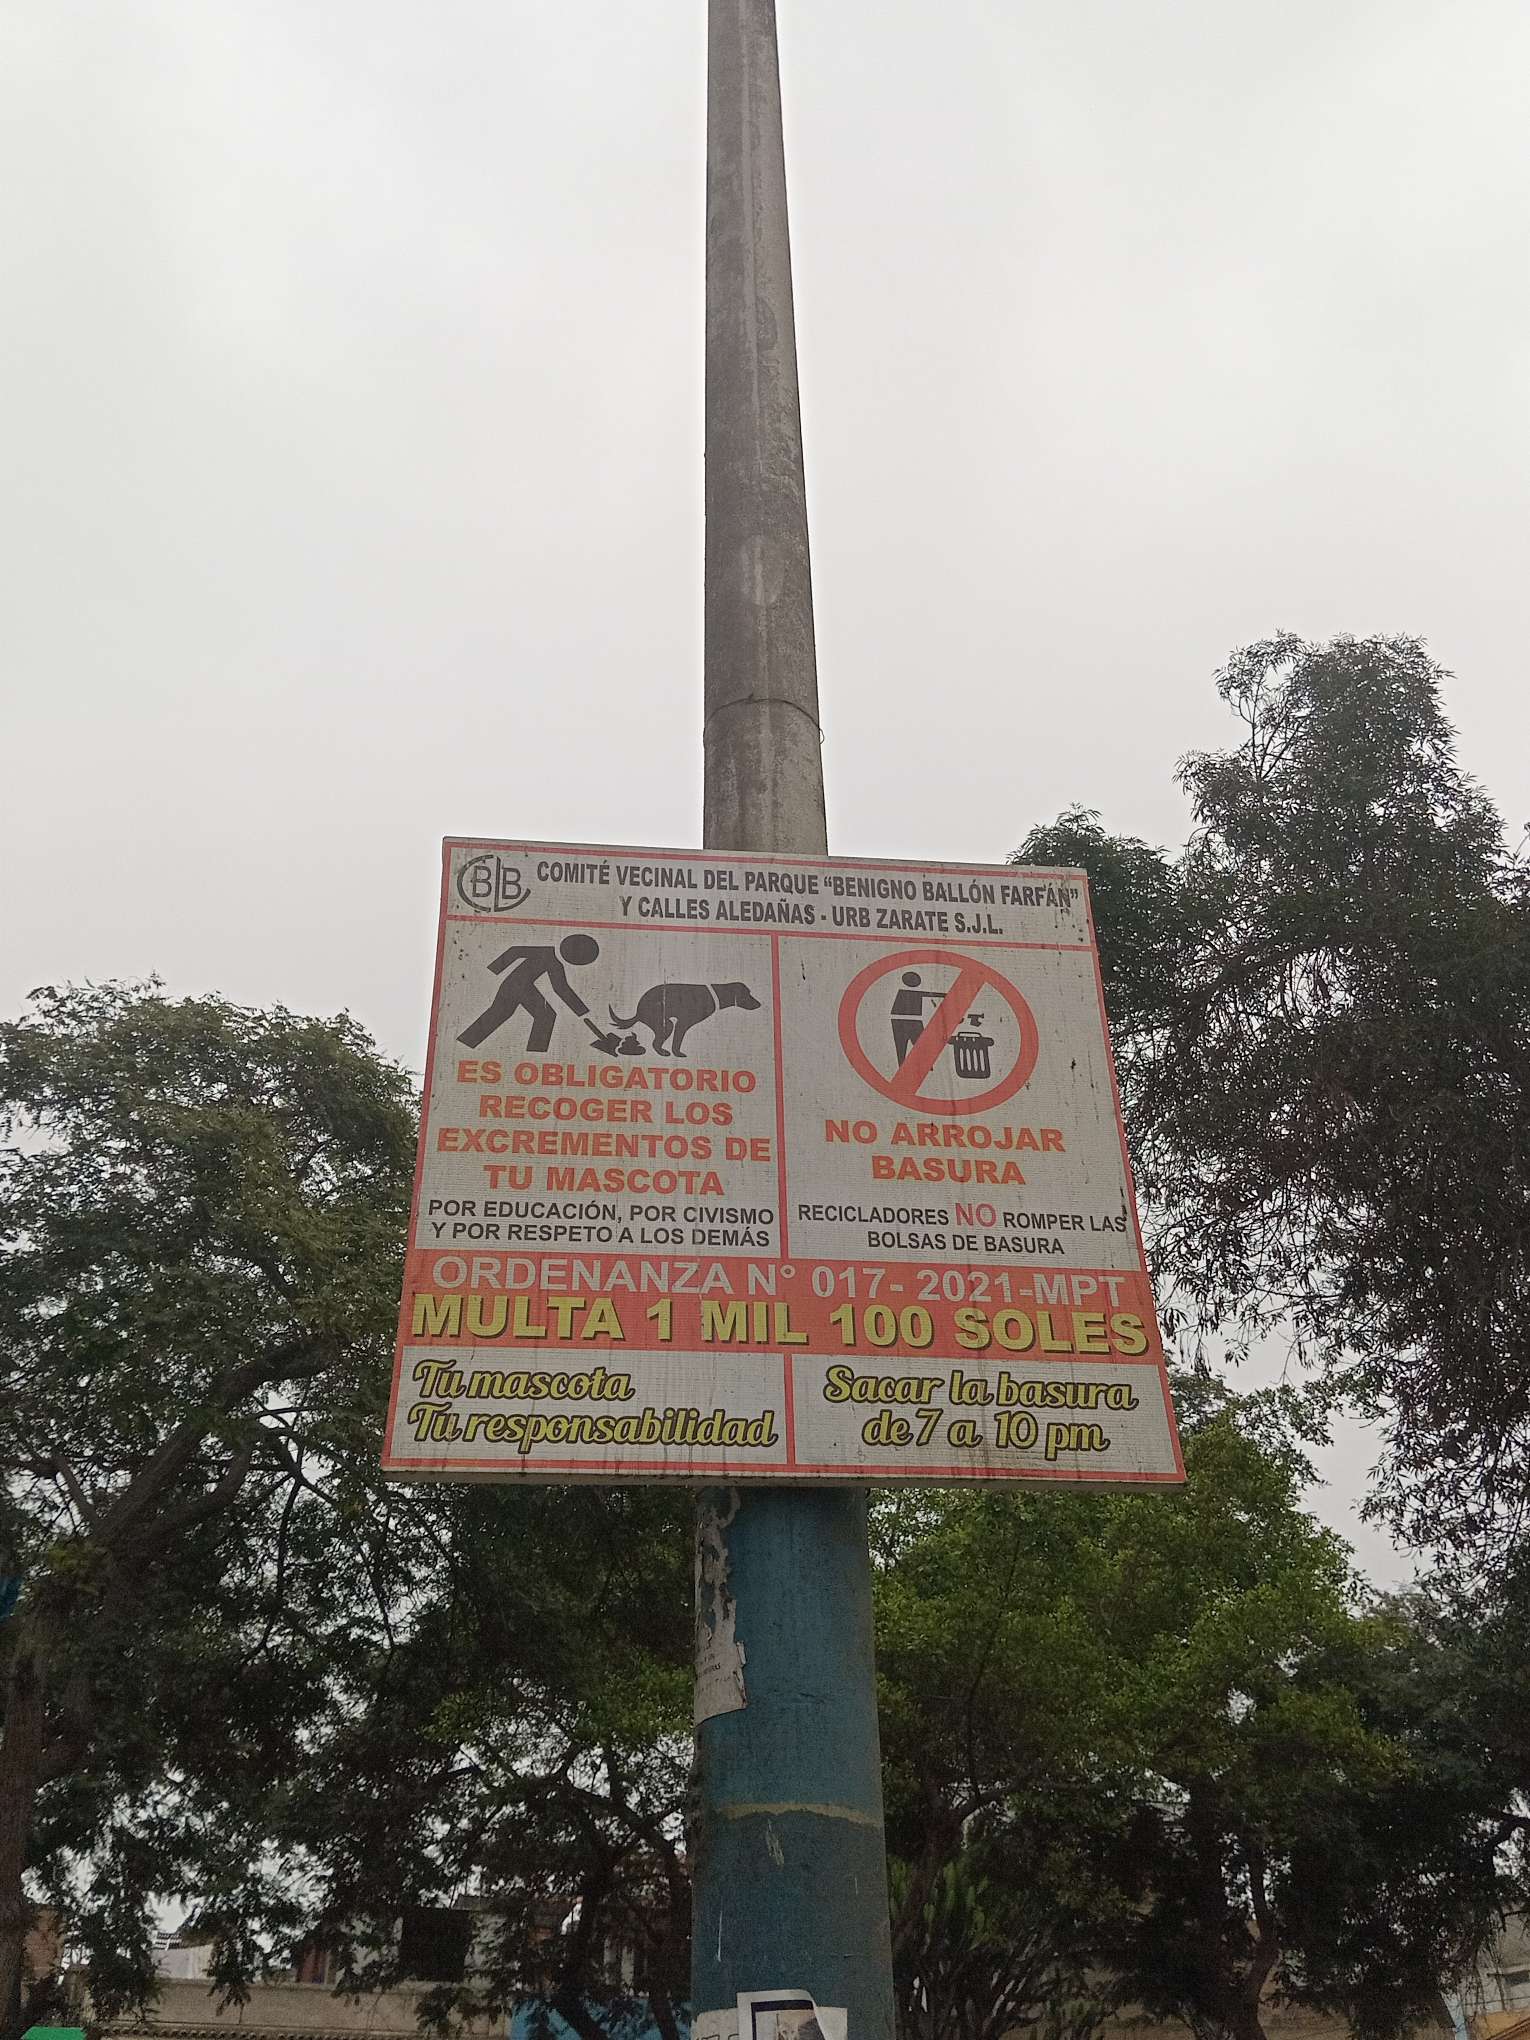 CBLB
COMITÉ VECINAL DEL PARQUE "BENIGNO BALLÓN FARFÁN"
Y CALLES ALEDAÑAS - URB ZARATE S.J.L.
ES OBLIGATORIO
RECOGER LOS
EXCREMENTOS DE
TU MASCOTA
POR EDUCACIÓN, POR CIVISMO
Y POR RESPETO A LOS DEMÁS
NO ARROJAR
BASURA
RECICLADORES NO ROMPER LAS
BOLSAS DE BASURA
ORDENANZA N° 017- 2021-MPT
MULTA 1 MIL 100 SOLES
Tu mascota
Tu responsabilidad
Sacar la basura
de 7 a 10 pm